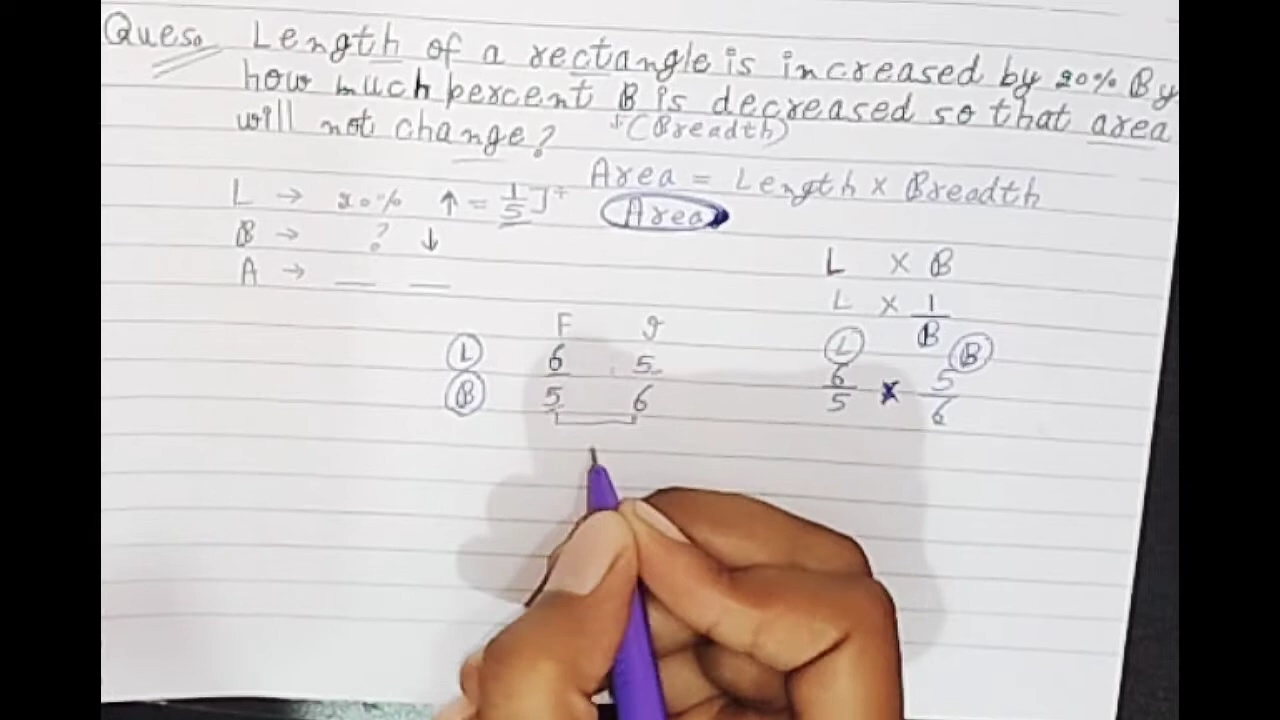 Ques. Length of a rectangle is increased by 20% By
how much percent B is decreased so that area
will not change? ↓(Breadth)
Area = Length × Breadth
L → 20% ↑ = 1/5]+ Area
B → ? ↓
A → __ __
L × B
L × 1/B
F I
L 6 5
B 5 6
L B
6/5 × 5/6